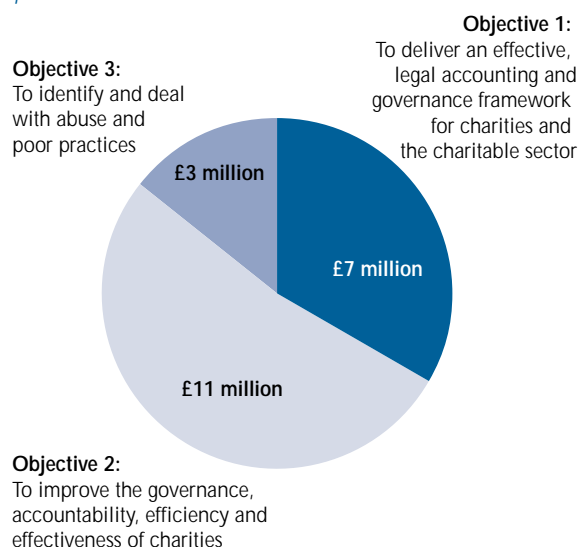 Objective 1:
To deliver an effective,
legal accounting and
governance framework
for charities and
the charitable sector
Objective 3:
To identify and deal
with abuse and
poor practices
£3 million
£7 million
£11 million
Objective 2:
To improve the governance,
accountability, efficiency and
effectiveness of charities